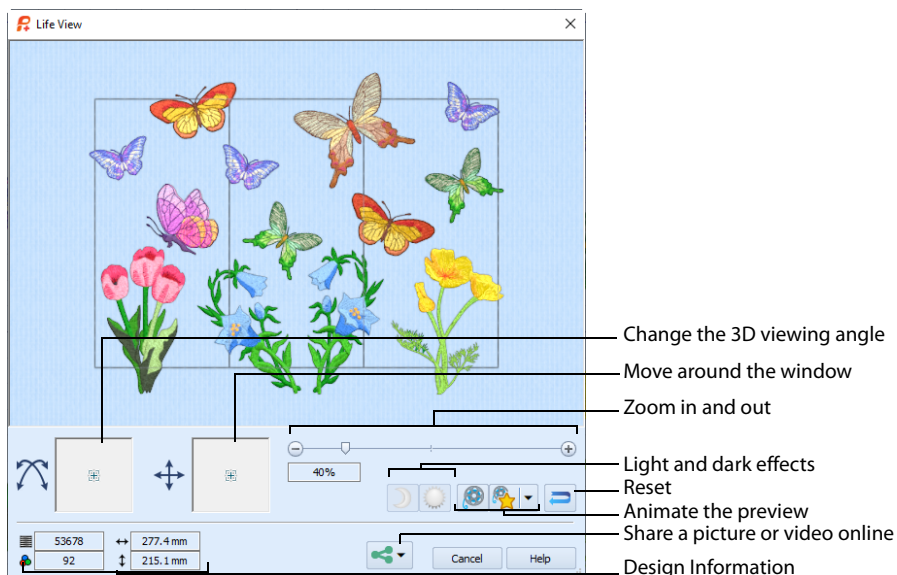 Life View
Change the 3D viewing angle
Move around the window
Zoom in and out
40%
Light and dark effects
Reset
Animate the preview
Share a picture or video online
53678
277.4 mm
92
215.1 mm
Cancel
Help
Design Information